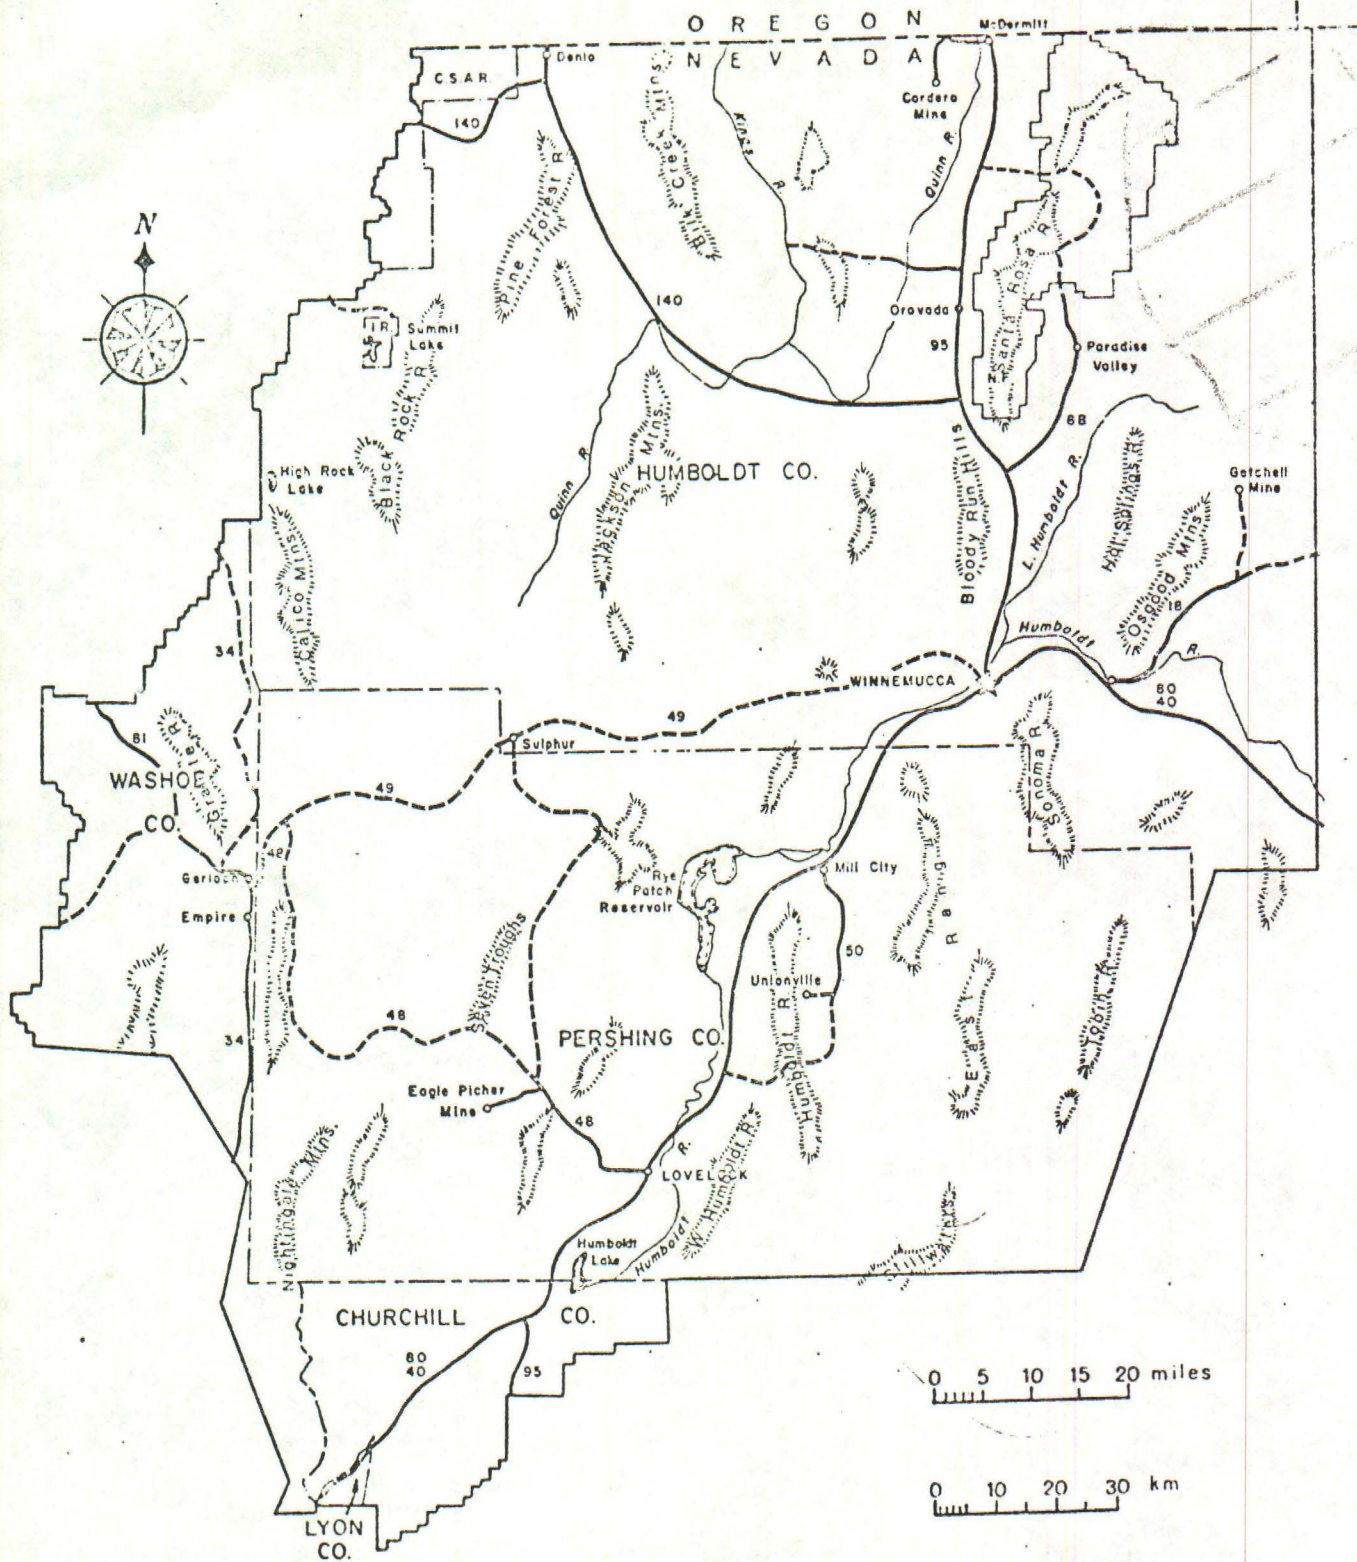 OREGON
McDermitt
NEVADA
Denio
C.S.A.R.
140
Cordero
Mine
Bilk Creek Mtns.
Kings
R.
Quinn R.
Pine Forest R
N
140
Orovada
Santa Rosa R
95
Paradise
Valley
N.F.
I.R.
Summit
Lake
Black Rock R
8B
High Rock
Lake
Quinn R.
Jackson Mtns.
HUMBOLDT CO.
Bloody Run Hills
L. Humboldt R.
Hot Springs R
Getchell
Mine
Osgood Mtns.
18
Calico Mtns.
34
Humboldt
R.
WINNEMUCCA
80
40
49
Sulphur
81
Granite R
WASHOE
CO.
49
Sonoma R.
48
Gerlach
Empire
Rye
Patch
Reservoir
Mill City
Range
50
Seven Troughs
Unionville
Humboldt R
48
PERSHING CO.
34
East
Tobin R.
Eagle Picher
Mine
48
R.
LOVELOCK
W Humboldt R.
Nightingale Mtns.
Humboldt
Lake
Humboldt
Stillwater
CHURCHILL CO.
80
40
95
0 5 10 15 20 miles
0 10 20 30 km
LYON
CO.